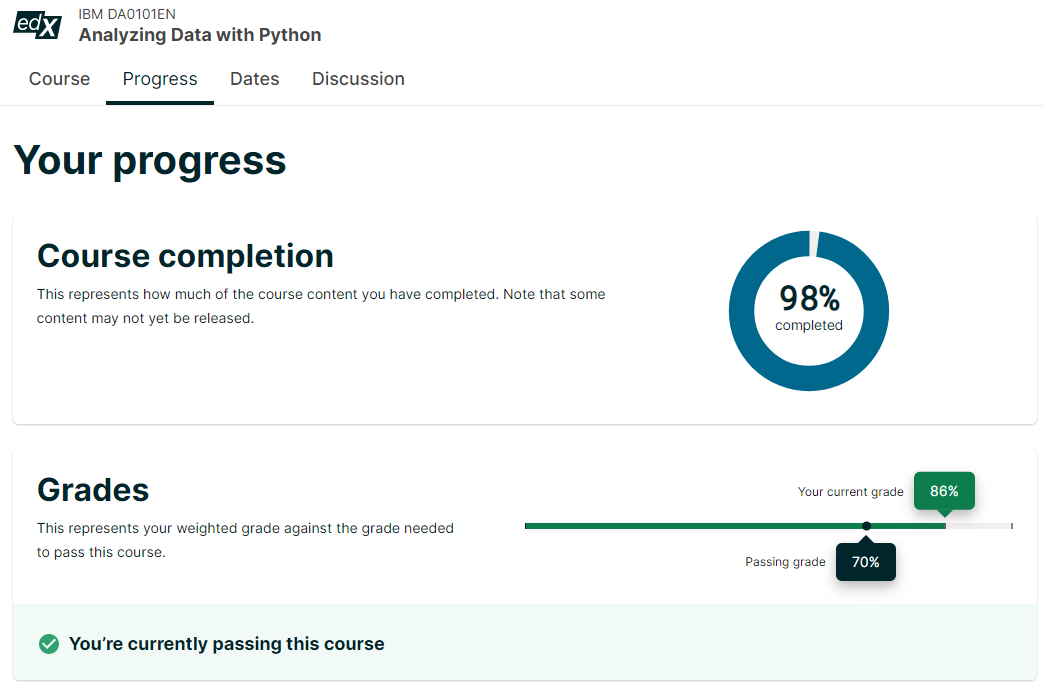 edX
IBM DA0101EN
Analyzing Data with Python
Course Progress Dates Discussion
Your progress
Course completion
This represents how much of the course content you have completed. Note that some
content may not yet be released.
98%
completed
Grades
This represents your weighted grade against the grade needed
to pass this course.
Your current grade 86%
Passing grade 70%
You’re currently passing this course